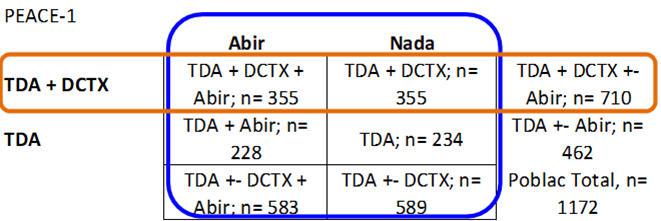 PEACE-1
Abir Nada
TDA + DCTX
TDA + DCTX +
Abir; n= 355
TDA + DCTX; n=
355
TDA + DCTX +-
Abir; n= 710
TDA
TDA + Abir; n=
228
TDA; n= 234
TDA +- Abir; n=
462
TDA +- DCTX +
Abir; n= 583
TDA +- DCTX; n=
589
Poblac Total, n=
1172